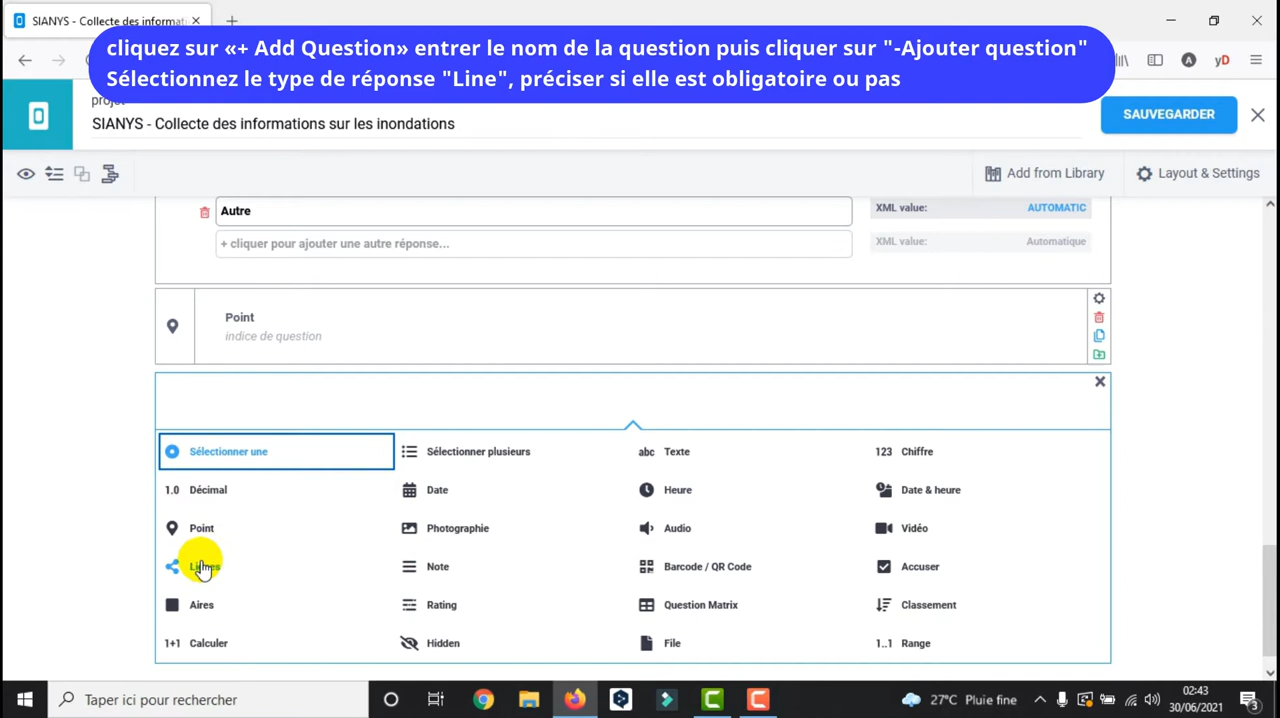 SIANYS - Collecte des informat
cliquez sur «+ Add Question» entrer le nom de la question puis cliquer sur "-Ajouter question"
Sélectionnez le type de réponse "Line", préciser si elle est obligatoire ou pas
projet
SIANYS - Collecte des informations sur les inondations
SAUVEGARDER
Add from Library
Layout & Settings
Autre
XML value:
AUTOMATIC
+ cliquer pour ajouter une autre réponse...
XML value:
Automatique
Point
indice de question
Sélectionner une
Sélectionner plusieurs
abc Texte
123 Chiffre
1.0 Décimal
Date
Heure
Date & heure
Point
Photographie
Audio
Vidéo
Lignes
Note
Barcode / QR Code
Accuser
Aires
Rating
Question Matrix
Classement
1+1 Calculer
Hidden
File
1..1 Range
Taper ici pour rechercher
27°C Pluie fine
02:43
30/06/2021
3